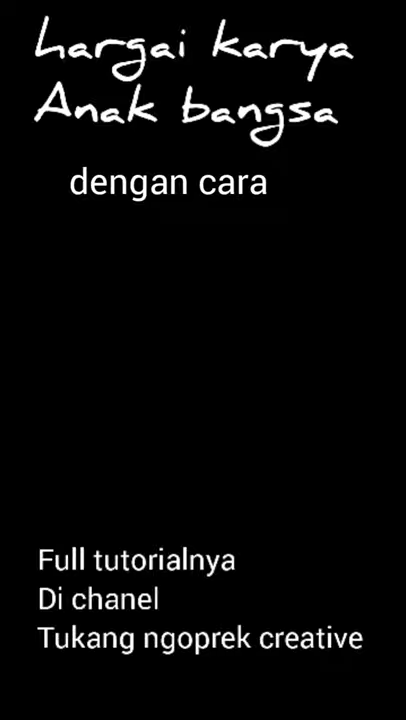 hargai karya
Anak bangsa
dengan cara
Full tutorialnya
Di chanel
Tukang ngoprek creative